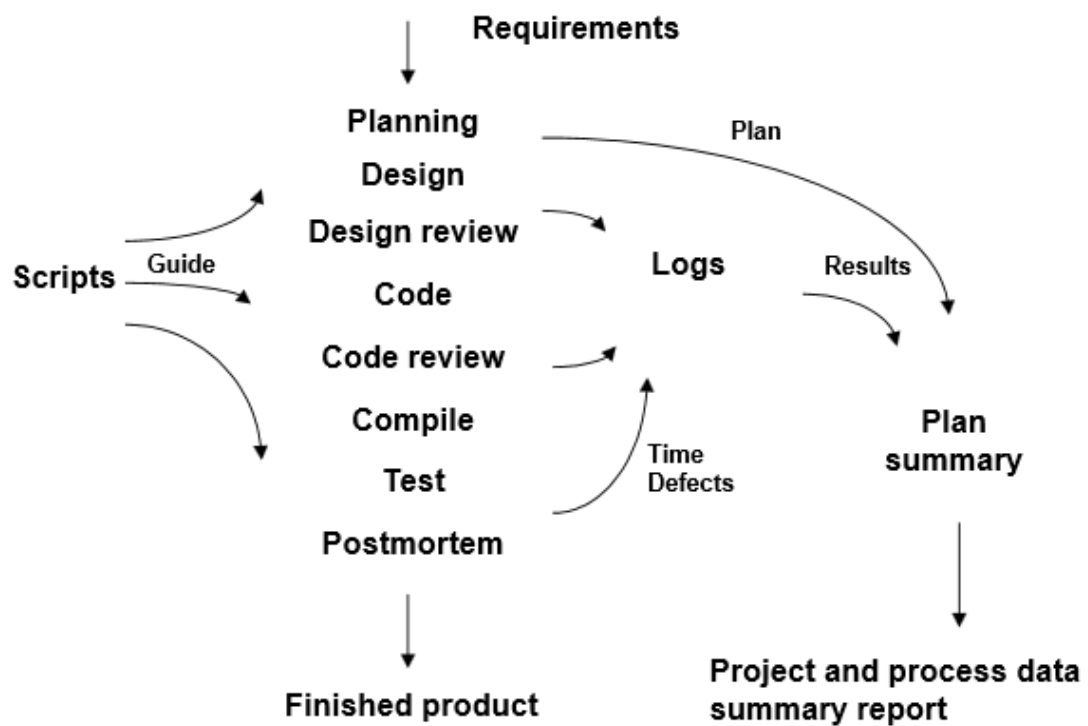 Requirements
Planning
Plan
Design
Design review
Scripts
Guide
Logs
Results
Code
Code review
Compile
Plan
summary
Test
Time
Defects
Postmortem
Finished product
Project and process data
summary report